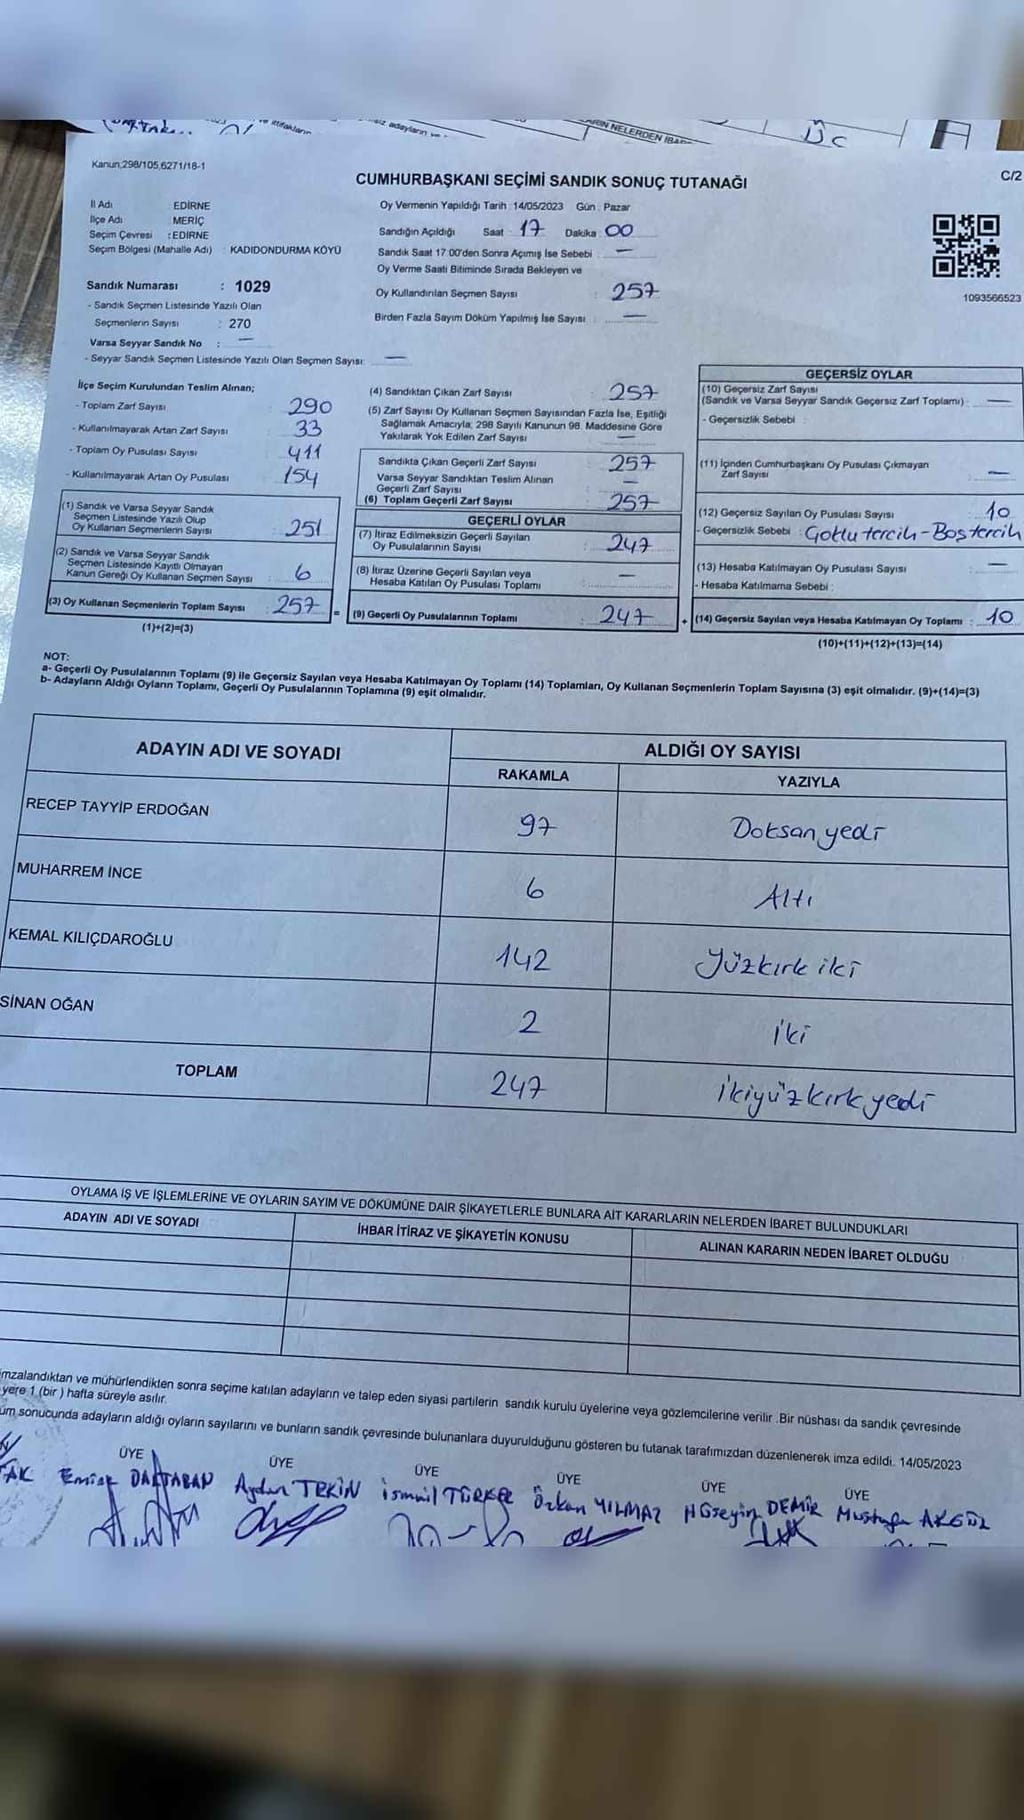 Kanun,298/105,6271/18-1
C/2
CUMHURBAŞKANI SEÇİMİ SANDIK SONUÇ TUTANAĞI
İl Adı : EDİRNE
İlçe Adı : MERİÇ
Seçim Çevresi : EDİRNE
Seçim Bölgesi (Mahalle Adı) : KADIDONDURMA KÖYÜ
Sandık Numarası : 1029
- Sandık Seçmen Listesinde Yazılı Olan
Seçmenlerin Sayısı : 270
Varsa Seyyar Sandık No : —
- Seyyar Sandık Seçmen Listesinde Yazılı Olan Seçmen Sayısı: —
Oy Vermenin Yapıldığı Tarih : 14/05/2023 Gün : Pazar
Sandığın Açıldığı Saat : 17 Dakika : 00
Sandık Saat 17.00'den Sonra Açımış İse Sebebi : —
Oy Verme Saati Bitiminde Sırada Bekleyen ve
Oy Kullandırılan Seçmen Sayısı : 257
Birden Fazla Sayım Döküm Yapılmış İse Sayısı : —
1093566523
İlçe Seçim Kurulundan Teslim Alınan;
- Toplam Zarf Sayısı : 290
- Kullanılmayarak Artan Zarf Sayısı : 33
- Toplam Oy Pusulası Sayısı : 411
- Kullanılmayarak Artan Oy Pusulası : 154
(1) Sandık ve Varsa Seyyar Sandık
Seçmen Listesinde Yazılı Olup
Oy Kullanan Seçmenlerin Sayısı : 251
(2) Sandık ve Varsa Seyyar Sandık
Seçmen Listesinde Kayıtlı Olmayan
Kanun Gereği Oy Kullanan Seçmen Sayısı : 6
(3) Oy Kullanan Seçmenlerin Toplam Sayısı : 257 =
(1)+(2)=(3)
(4) Sandıktan Çıkan Zarf Sayısı : 257
(5) Zarf Sayısı Oy Kullanan Seçmen Sayısından Fazla İse, Eşitliği
Sağlamak Amacıyla; 298 Sayılı Kanunun 98. Maddesine Göre
Yakılarak Yok Edilen Zarf Sayısı : —
Sandıkta Çıkan Geçerli Zarf Sayısı : 257
Varsa Seyyar Sandıktan Teslim Alınan
Geçerli Zarf Sayısı : —
(6) Toplam Geçerli Zarf Sayısı : 257
GEÇERLİ OYLAR
(7) İtiraz Edilmeksizin Geçerli Sayılan
Oy Pusulalarının Sayısı : 247
(8) İtiraz Üzerine Geçerli Sayılan veya
Hesaba Katılan Oy Pusulası Toplamı : —
(9) Geçerli Oy Pusulalarının Toplamı : 247 +
GEÇERSİZ OYLAR
(10) Geçersiz Zarf Sayısı
(Sandık ve Varsa Seyyar Sandık Geçersiz Zarf Toplamı) : —
- Geçersizlik Sebebi :
(11) İçinden Cumhurbaşkanı Oy Pusulası Çıkmayan
Zarf Sayısı : —
(12) Geçersiz Sayılan Oy Pusulası Sayısı : 10
- Geçersizlik Sebebi : Çoklu tercih - Boş tercih
(13) Hesaba Katılmayan Oy Pusulası Sayısı : —
- Hesaba Katılmama Sebebi :
(14) Geçersiz Sayılan veya Hesaba Katılmayan Oy Toplamı : 10
(10)+(11)+(12)+(13)=(14)
NOT:
a- Geçerli Oy Pusulalarının Toplamı (9) ile Geçersiz Sayılan veya Hesaba Katılmayan Oy Toplamı (14) Toplamları, Oy Kullanan Seçmenlerin Toplam Sayısına (3) eşit olmalıdır. (9)+(14)=(3)
b- Adayların Aldığı Oyların Toplamı, Geçerli Oy Pusulalarının Toplamına (9) eşit olmalıdır.
ADAYIN ADI VE SOYADI ALDIĞI OY SAYISI
RAKAMLA YAZIYLA
RECEP TAYYİP ERDOĞAN 97 Doksan yedi
MUHARREM İNCE 6 Altı
KEMAL KILIÇDAROĞLU 142 Yüzkırk iki
SİNAN OĞAN 2 iki
TOPLAM 247 ikiyüzkırk yedi
OYLAMA İŞ VE İŞLEMLERİNE VE OYLARIN SAYIM VE DÖKÜMÜNE DAİR ŞİKAYETLERLE BUNLARA AİT KARARLARIN NELERDEN İBARET BULUNDUKLARI
ADAYIN ADI VE SOYADI İHBAR İTİRAZ VE ŞİKAYETİN KONUSU ALINAN KARARIN NEDEN İBARET OLDUĞU
imzalandıktan ve mühürlendikten sonra seçime katılan adayların ve talep eden siyasi partilerin sandık kurulu üyelerine veya gözlemcilerine verilir .Bir nüshası da sandık çevresinde
yere 1 (bir ) hafta süreyle asılır.
üm sonucunda adayların aldığı oyların sayılarını ve bunların sandık çevresinde bulunanlara duyurulduğunu gösteren bu tutanak tarafımızdan düzenlenerek imza edildi. 14/05/2023
ÜYE ÜYE ÜYE ÜYE ÜYE ÜYE
Aydın TEKİN İsmail TÜRKEL Özkan YILMAZ Hüseyin DEMİR Mustafa AKGÜL